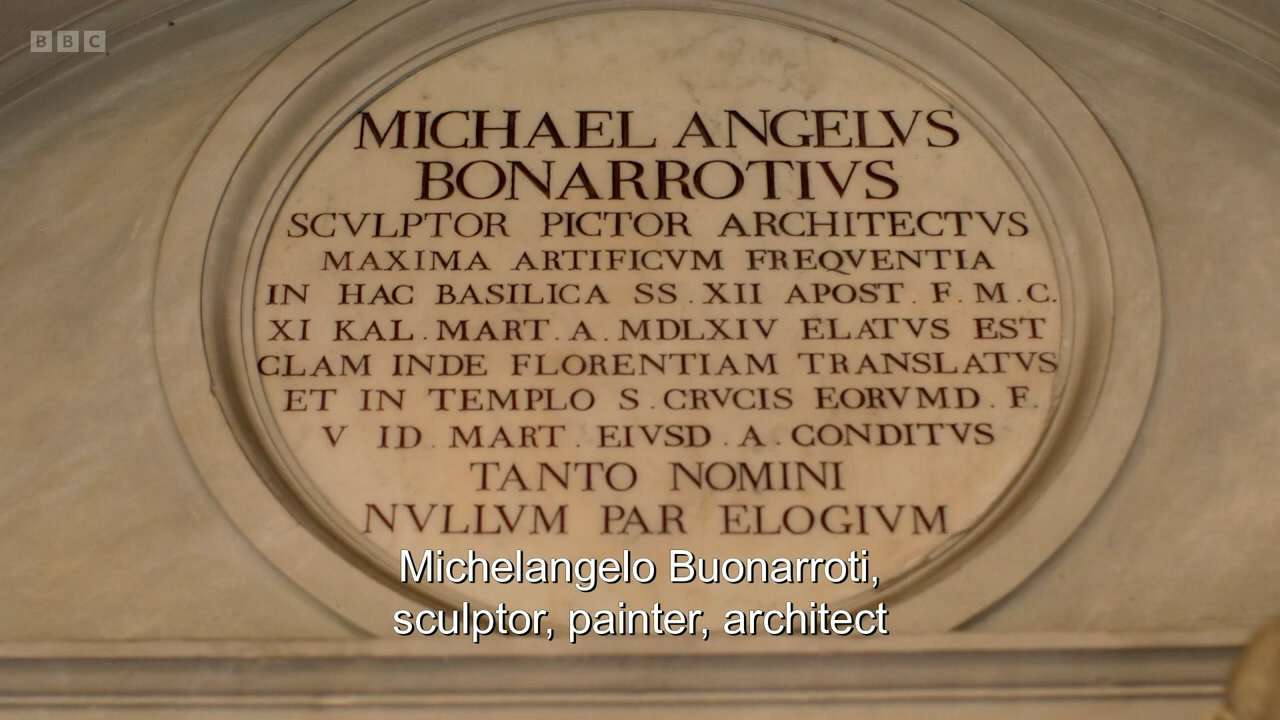 BBC
MICHAEL ANGELVS
BONARROTIVS
SCVLPTOR PICTOR ARCHITECTVS
MAXIMA ARTIFICVM FREQVENTIA
IN HAC BASILICA SS.XII APOST.F.M.C.
XI KAL.MART.A.MDLXIV ELATVS EST
CLAM INDE FLORENTIAM TRANSLATVS
ET IN TEMPLO S.CRVCIS EORVMD.F.
V ID.MART.EIVSD.A.CONDITVS
TANTO NOMINI
NVLLVM PAR ELOGIVM
Michelangelo Buonarroti,
sculptor, painter, architect